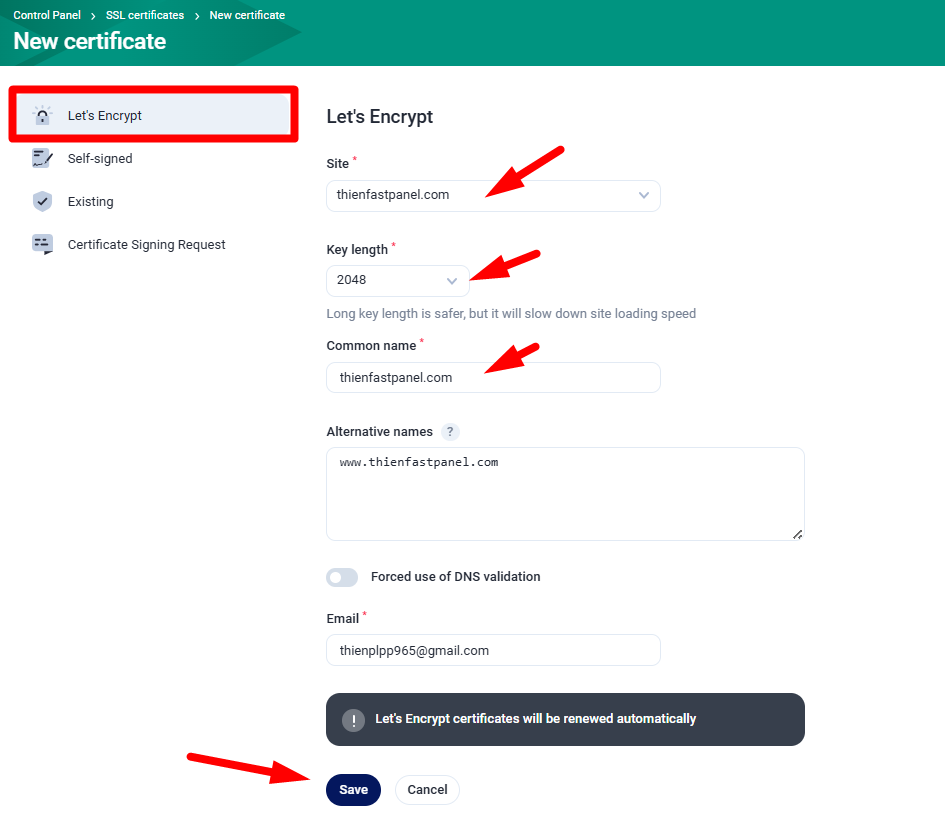 Control Panel > SSL certificates > New certificate
New certificate
Let's Encrypt
Self-signed
Existing
Certificate Signing Request
Let's Encrypt
Site *
thienfastpanel.com
Key length *
2048
Long key length is safer, but it will slow down site loading speed
Common name *
thienfastpanel.com
Alternative names ?
www.thienfastpanel.com
Forced use of DNS validation
Email *
thienplpp965@gmail.com
! Let's Encrypt certificates will be renewed automatically
Save Cancel